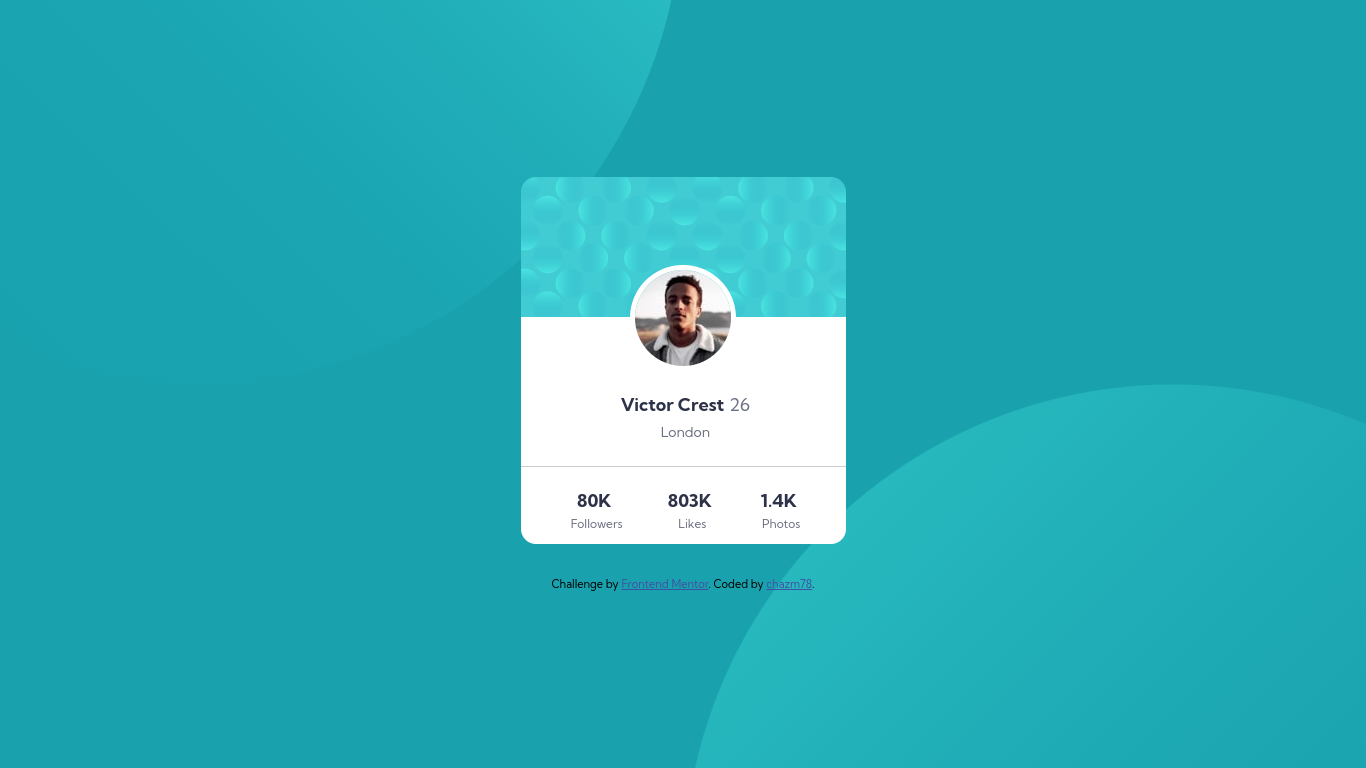 Victor Crest 26
London
80K 803K 1.4K
Followers Likes Photos
Challenge by Frontend Mentor. Coded by chazm78.